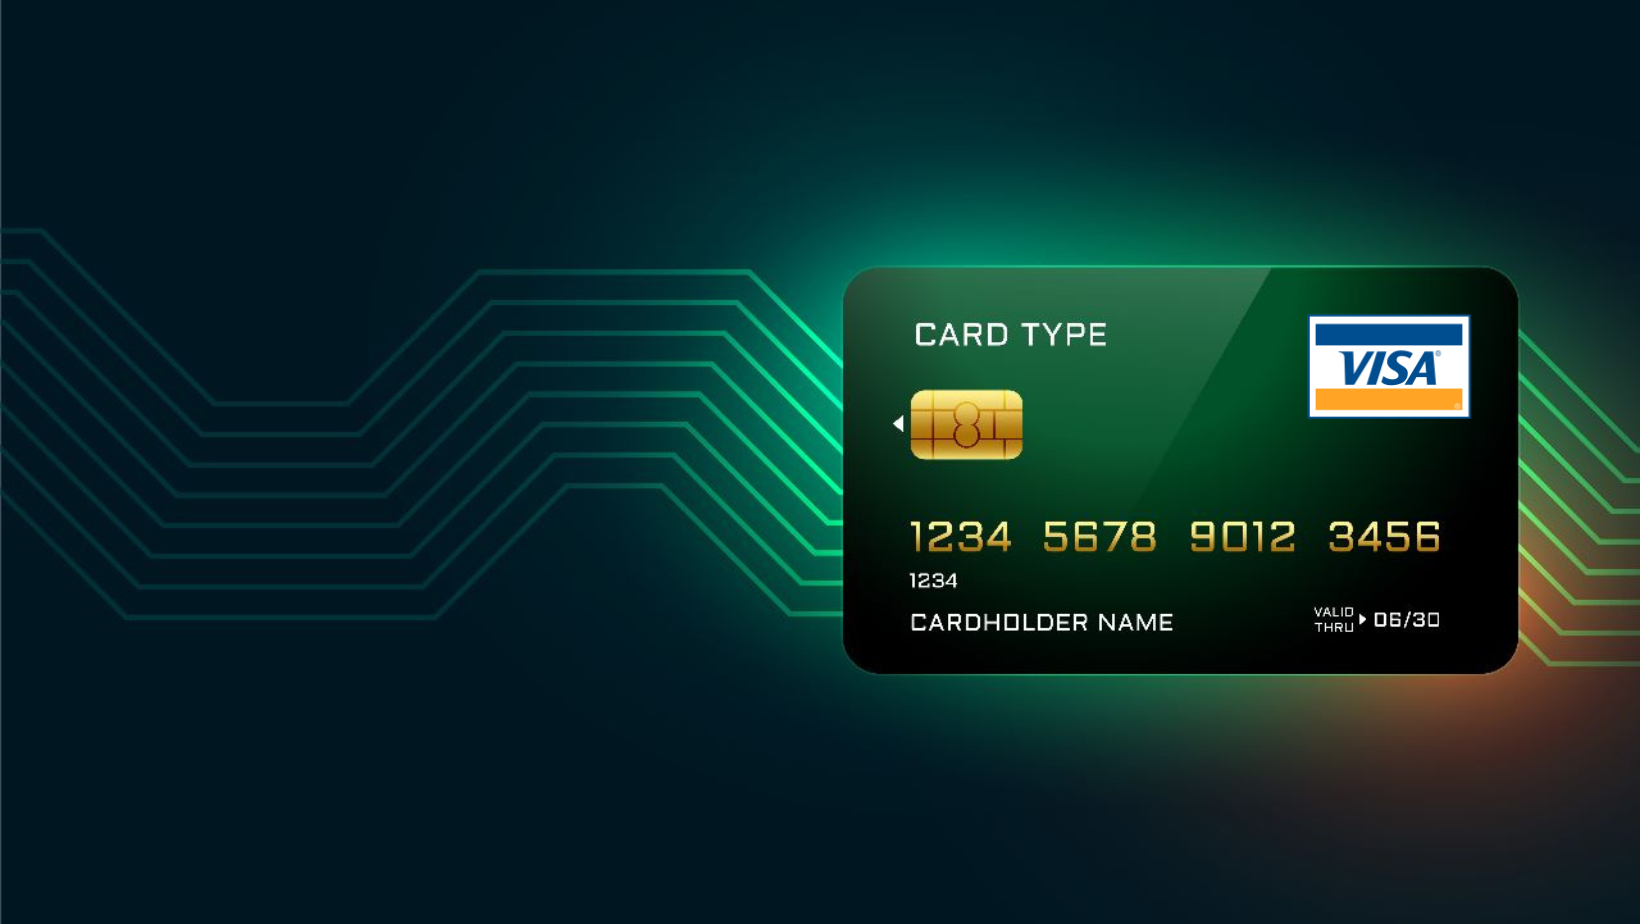 CARD TYPE
VISA
1234 5678 9012 3456
1234
CARDHOLDER NAME
VALID
THRU
06/30